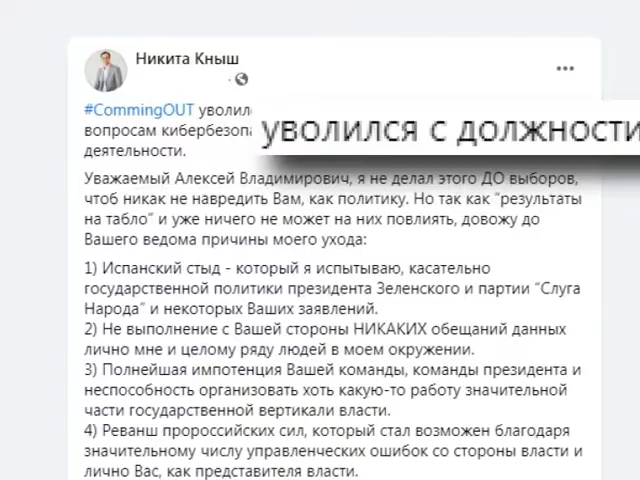 Никита Кныш
#CommingOUT уволил
вопросам кибербезопа
уволился с должности
деятельности.
Уважаемый Алексей Владимирович, я не делал этого ДО выборов,
чтоб никак не навредить Вам, как политику. Но так как “результаты
на табло” и уже ничего не может на них повлиять, довожу до
Вашего ведома причины моего ухода:
1) Испанский стыд - который я испытываю, касательно
государственной политики президента Зеленского и партии “Слуга
Народа” и некоторых Ваших заявлений.
2) Не выполнение с Вашей стороны НИКАКИХ обещаний данных
лично мне и целому ряду людей в моем окружении.
3) Полнейшая импотенция Вашей команды, команды президента и
неспособность организовать хоть какую-то работу значительной
части государственной вертикали власти.
4) Реванш пророссийских сил, который стал возможен благодаря
значительному числу управленческих ошибок со стороны власти и
лично Вас, как представителя власти.